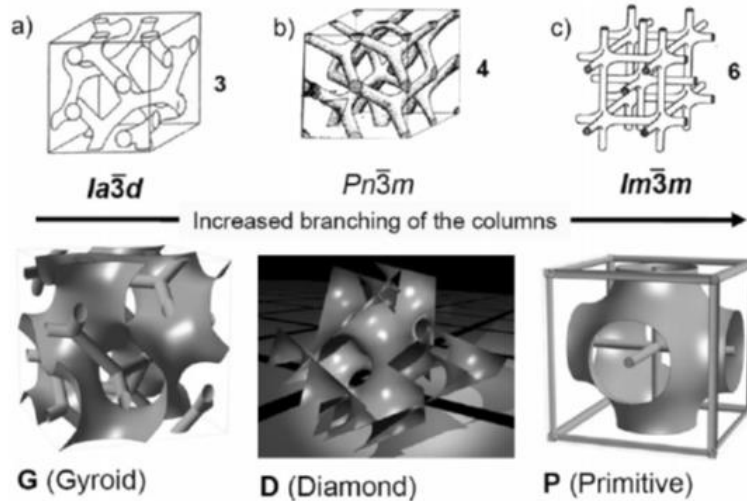 a)
3
b)
4
c)
6
Ia3̅d
Pn3̅m
Im3̅m
Increased branching of the columns
G (Gyroid)
D (Diamond)
P (Primitive)